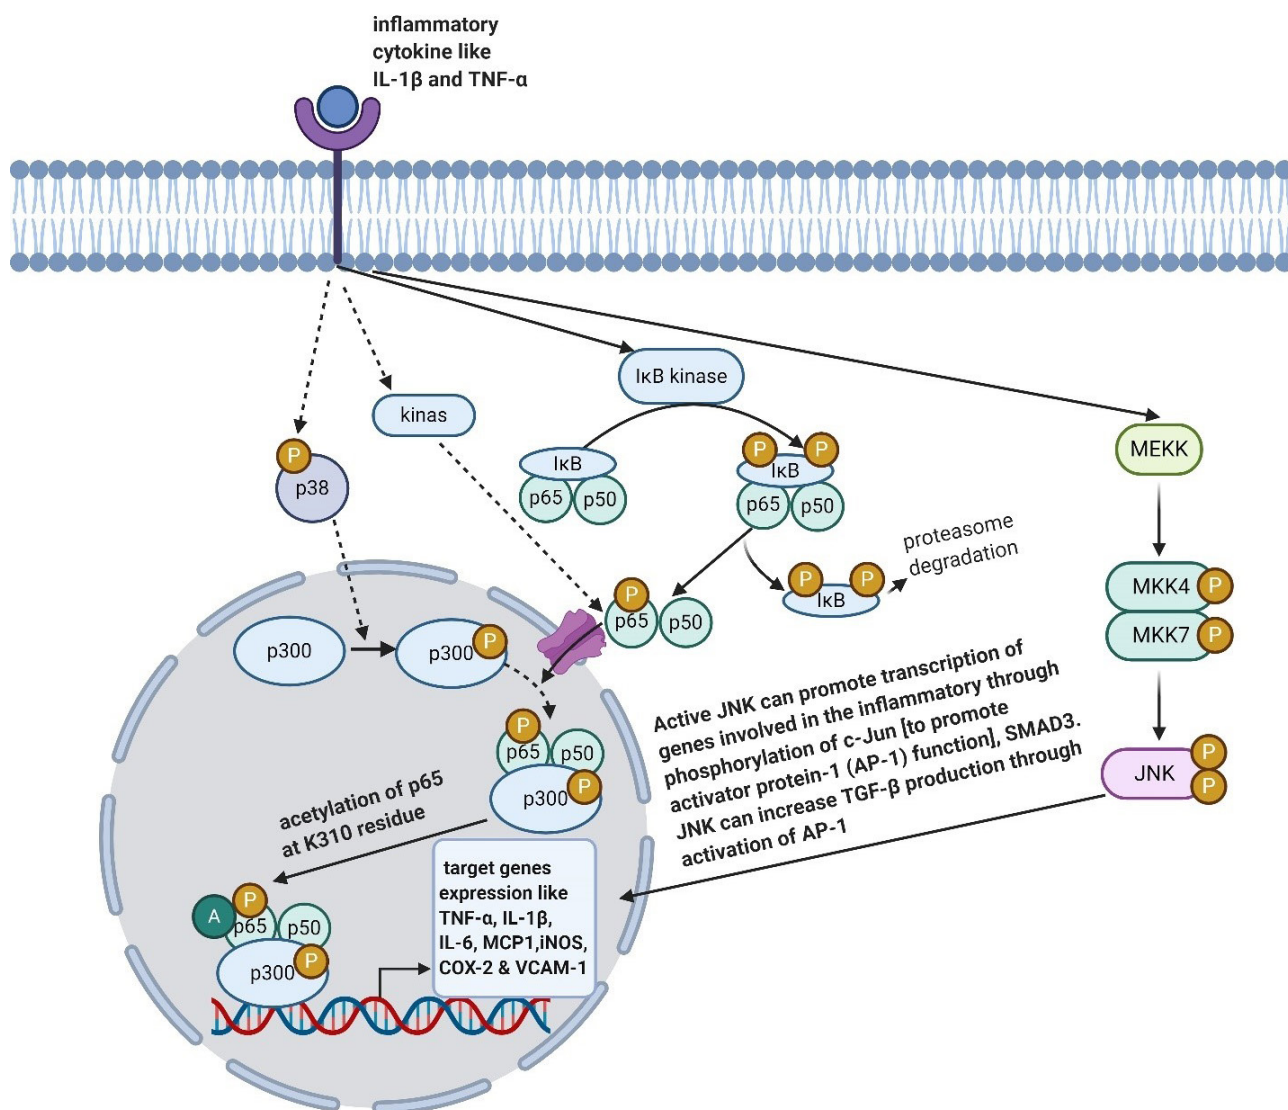 inflammatory
cytokine like
IL-1β and TNF-α
IκB kinase
kinas
P
p38
IκB
p65
p50
P
P
IκB
p65
p50
MEKK
proteasome
degradation
P
P
IκB
MKK4
P
MKK7
P
P
p65
p50
p300
p300
P
Active JNK can promote transcription of
genes involved in the inflammatory through
phosphorylation of c-Jun [to promote
activator protein-1 (AP-1) function], SMAD3.
JNK can increase TGF-β production through
activation of AP-1
JNK
P
P
P
p65
p50
p300
P
acetylation of p65
at K310 residue
target genes
expression like
TNF-α, IL-1β,
IL-6, MCP1,iNOS,
COX-2 & VCAM-1
A
P
p65
p50
p300
P